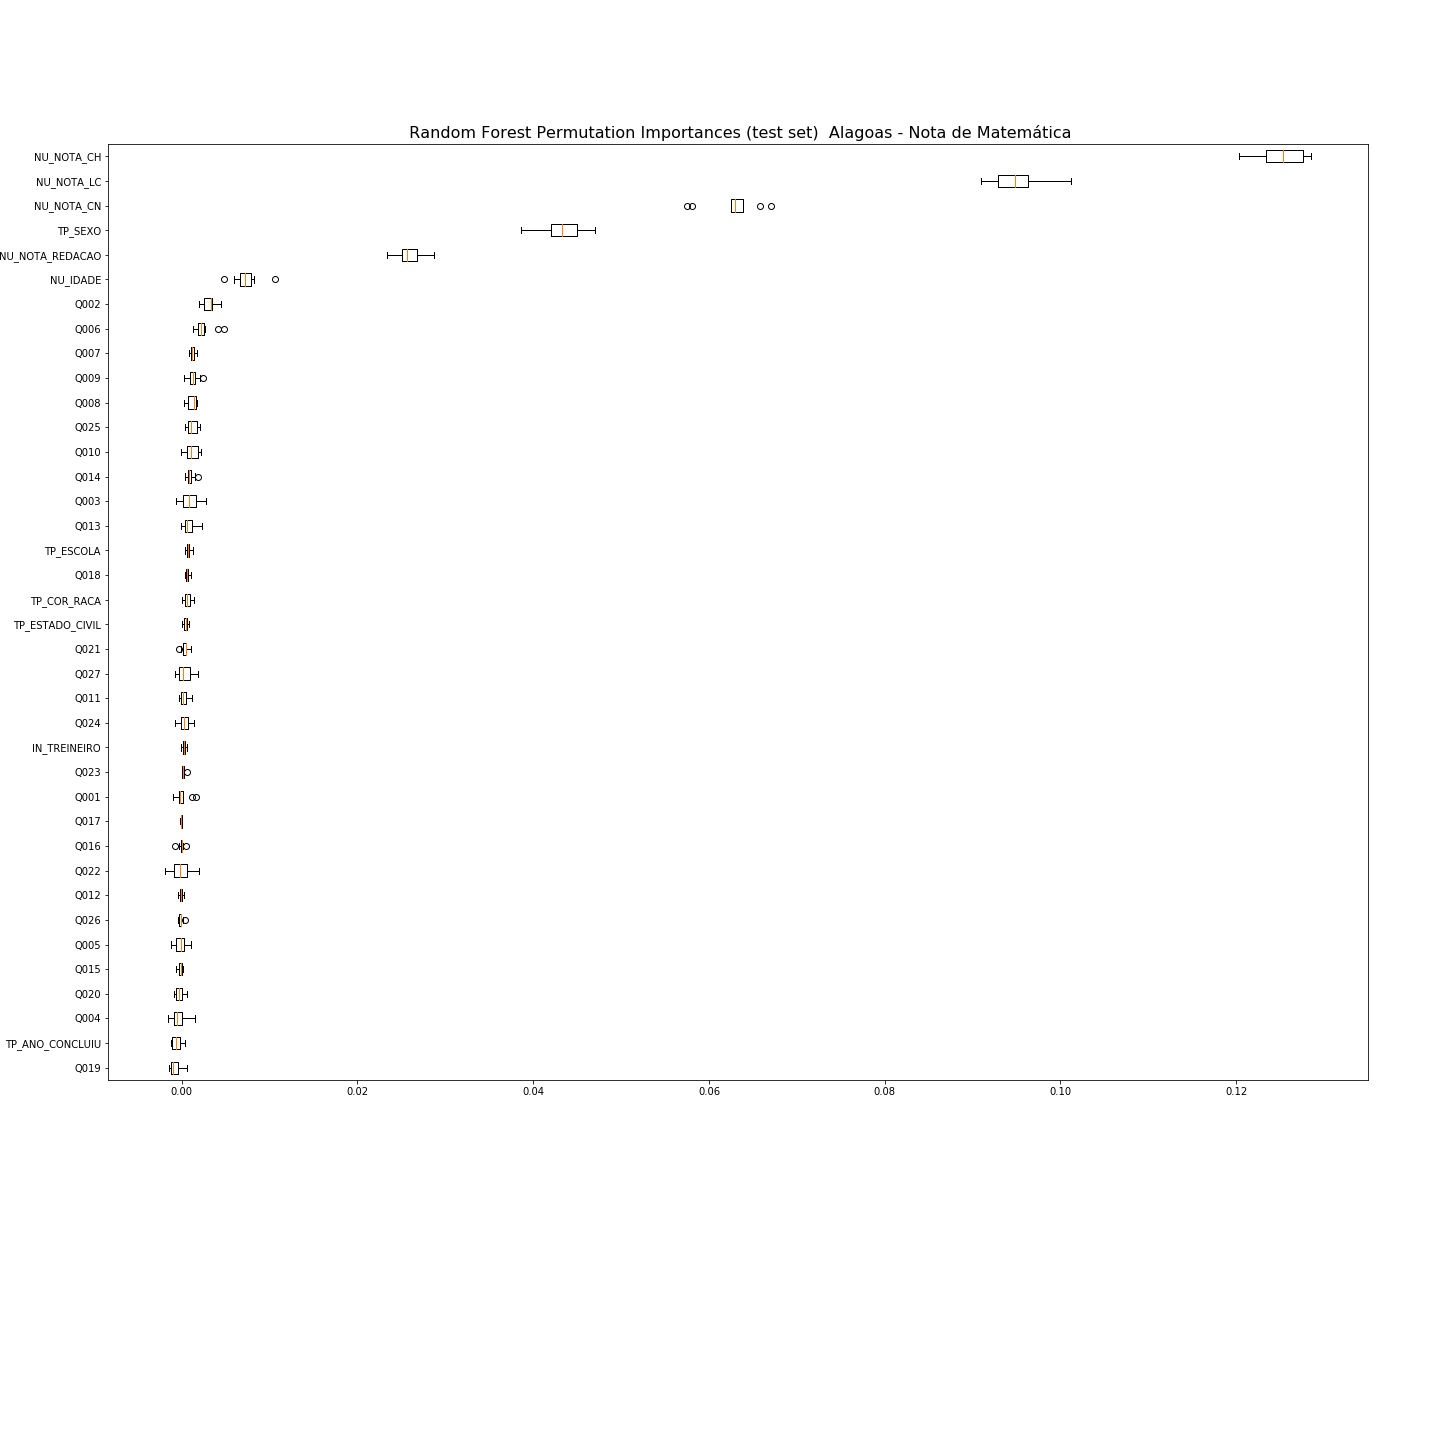 Random Forest Permutation Importances (test set)  Alagoas - Nota de Matemática
NU_NOTA_CH
NU_NOTA_LC
NU_NOTA_CN
TP_SEXO
NU_NOTA_REDACAO
NU_IDADE
Q002
Q006
Q007
Q009
Q008
Q025
Q010
Q014
Q003
Q013
TP_ESCOLA
Q018
TP_COR_RACA
TP_ESTADO_CIVIL
Q021
Q027
Q011
Q024
IN_TREINEIRO
Q023
Q001
Q017
Q016
Q022
Q012
Q026
Q005
Q015
Q020
Q004
TP_ANO_CONCLUIU
Q019
0.00 0.02 0.04 0.06 0.08 0.10 0.12